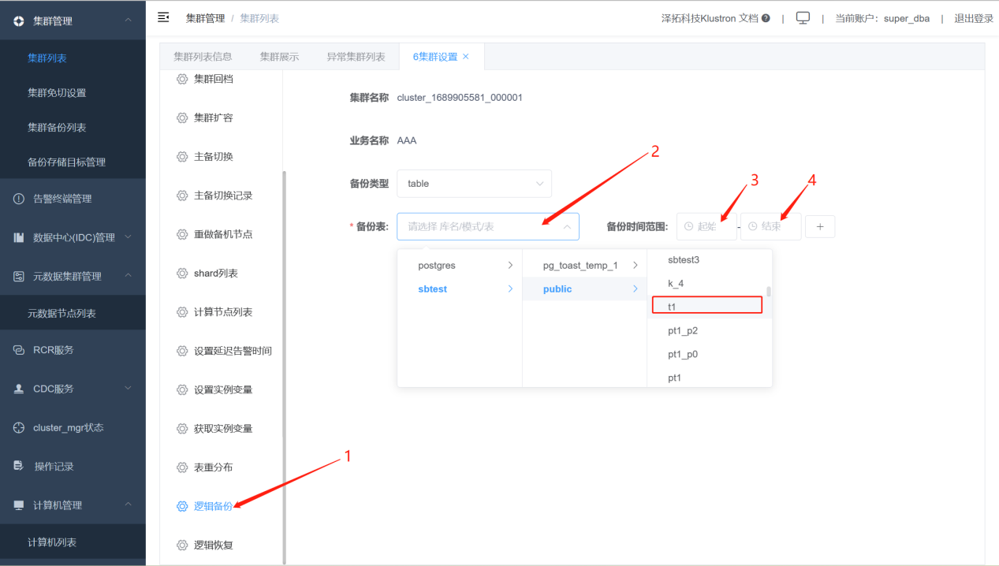 集群管理
集群列表
集群免切设置
集群备份列表
备份存储目标管理
告警终端管理
数据中心(IDC)管理
元数据集群管理
元数据节点列表
RCR服务
CDC服务
cluster_mgr状态
操作记录
计算机管理
计算机列表
集群管理 / 集群列表
泽拓科技Klustron 文档 ? | | 当前账户：super_dba | 退出登录
集群列表信息 集群展示 异常集群列表 6集群设置 ×
集群回档
集群扩容
主备切换
主备切换记录
重做备机节点
shard列表
计算节点列表
设置延迟告警时间
设置实例变量
获取实例变量
表重分布
逻辑备份
逻辑恢复
1
集群名称 cluster_1689905581_000001
业务名称 AAA
备份类型 table
2
3
4
* 备份表: 请选择 库名/模式/表 备份时间范围: 起始 - 结束 +
postgres
sbtest
pg_toast_temp_1
public
sbtest3
k_4
t1
pt1_p2
pt1_p0
pt1